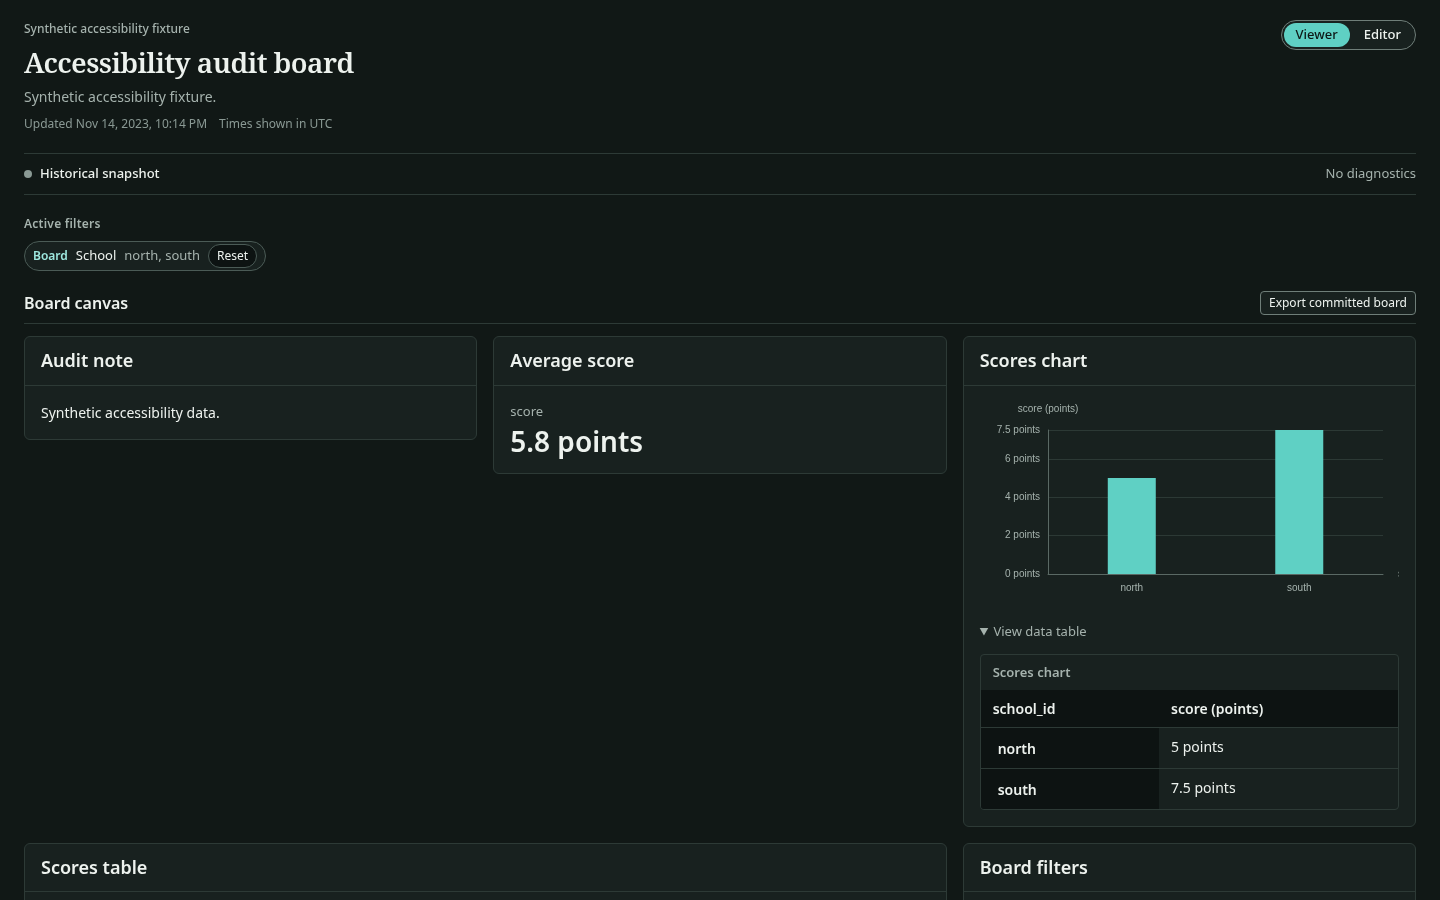 Synthetic accessibility fixture
Viewer Editor
Accessibility audit board
Synthetic accessibility fixture.
Updated Nov 14, 2023, 10:14 PM Times shown in UTC
Historical snapshot
No diagnostics
Active filters
Board School north, south Reset
Board canvas
Export committed board
Audit note
Synthetic accessibility data.
Average score
score
5.8 points
Scores chart
score (points)
7.5 points
6 points
4 points
2 points
0 points
north south
▼ View data table
Scores chart
school_id score (points)
north 5 points
south 7.5 points
Scores table
Board filters